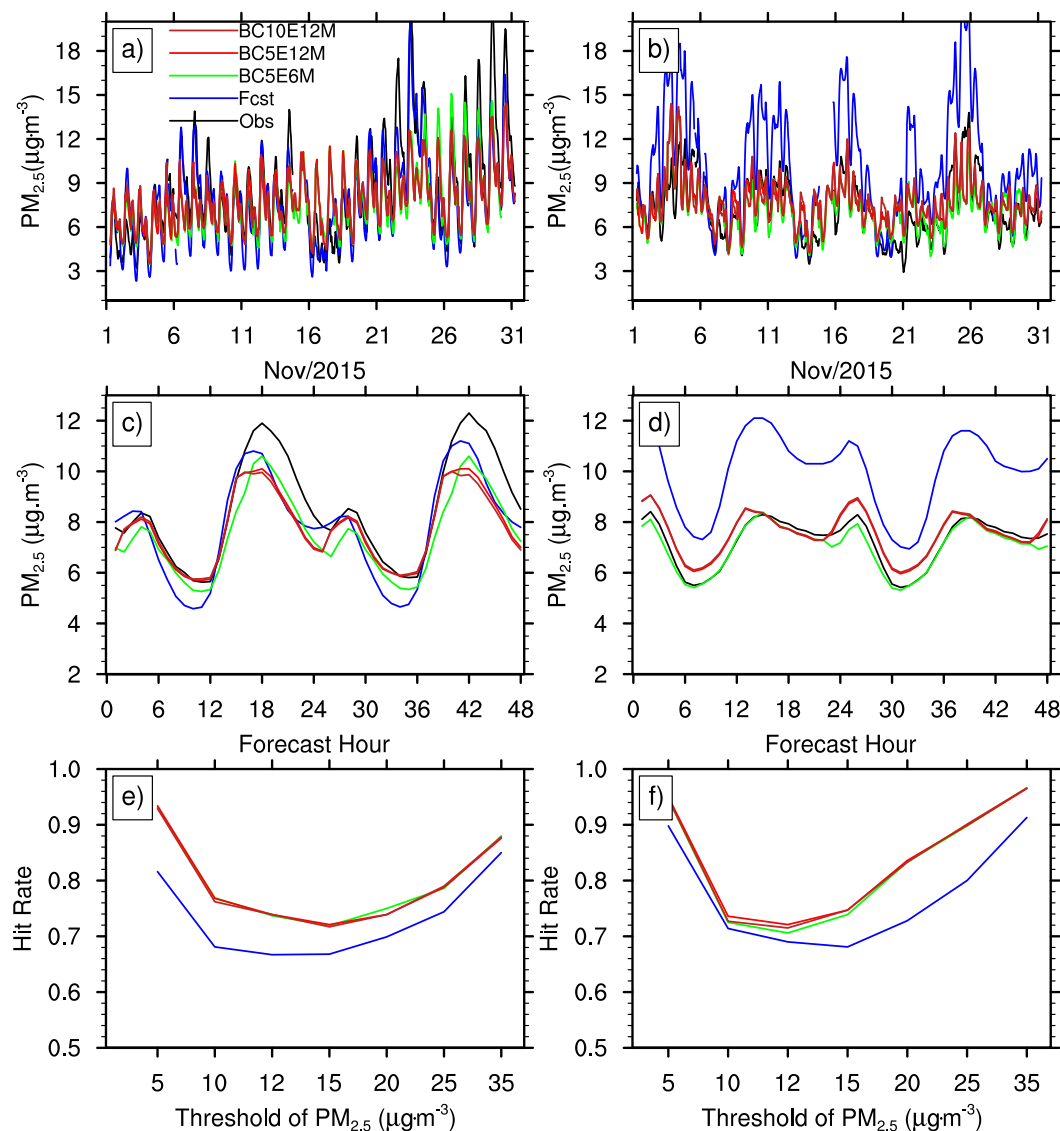 a)
BC10E12M
BC5E12M
BC5E6M
Fcst
Obs
PM2.5(μg·m-3)
18
15
12
9
6
3
1 6 11 16 21 26 31
Nov/2015
b)
PM2.5(μg·m-3)
18
15
12
9
6
3
1 6 11 16 21 26 31
Nov/2015
c)
PM2.5 (μg.m-3)
12
10
8
6
4
2
0 6 12 18 24 30 36 42 48
Forecast Hour
d)
PM2.5 (μg.m-3)
12
10
8
6
4
2
0 6 12 18 24 30 36 42 48
Forecast Hour
e)
Hit Rate
1.0
0.9
0.8
0.7
0.6
0.5
5 10 12 15 20 25 35
Threshold of PM2.5 (μg·m-3)
f)
Hit Rate
1.0
0.9
0.8
0.7
0.6
0.5
5 10 12 15 20 25 35
Threshold of PM2.5 (μg·m-3)